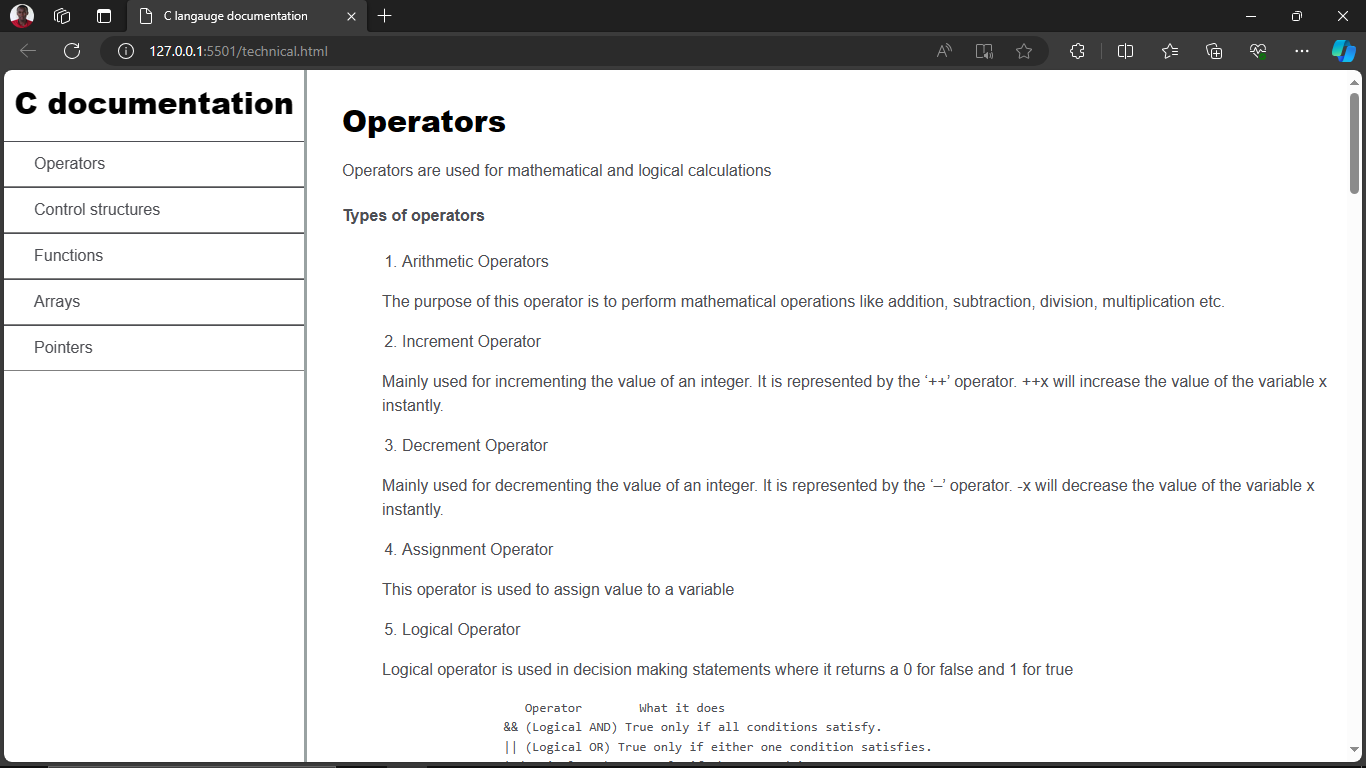 C langauge documentation
127.0.0.1:5501/technical.html
C documentation
Operators
Control structures
Functions
Arrays
Pointers
Operators
Operators are used for mathematical and logical calculations
Types of operators
1. Arithmetic Operators
The purpose of this operator is to perform mathematical operations like addition, subtraction, division, multiplication etc.
2. Increment Operator
Mainly used for incrementing the value of an integer. It is represented by the ‘++’ operator. ++x will increase the value of the variable x
instantly.
3. Decrement Operator
Mainly used for decrementing the value of an integer. It is represented by the ‘–’ operator. -x will decrease the value of the variable x
instantly.
4. Assignment Operator
This operator is used to assign value to a variable
5. Logical Operator
Logical operator is used in decision making statements where it returns a 0 for false and 1 for true
Operator What it does
&& (Logical AND) True only if all conditions satisfy.
|| (Logical OR) True only if either one condition satisfies.